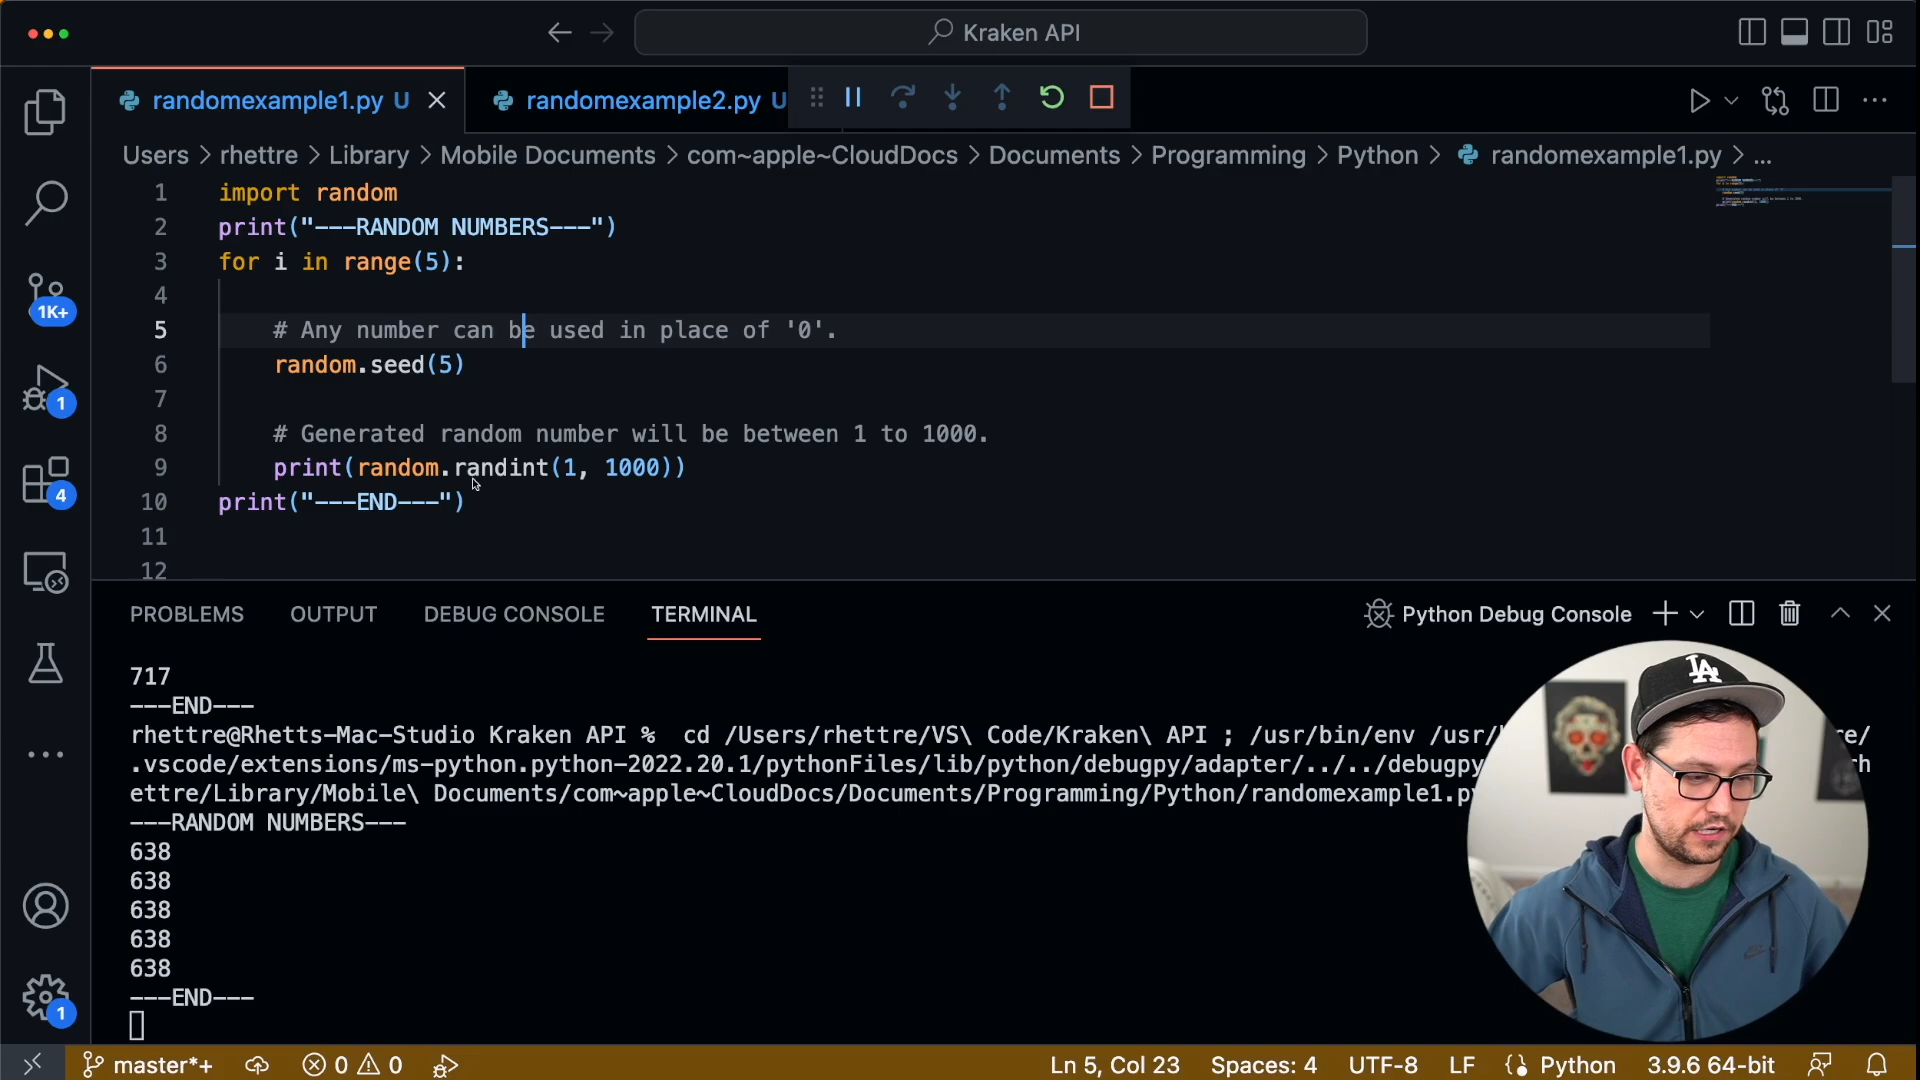 Kraken API
randomexample1.py U
randomexample2.py U
Users > rhettre > Library > Mobile Documents > com~apple~CloudDocs > Documents > Programming > Python > randomexample1.py > ...
1 import random
2 print("---RANDOM NUMBERS---")
3 for i in range(5):
4
5 # Any number can be used in place of '0'.
6 random.seed(5)
7
8 # Generated random number will be between 1 to 1000.
9 print(random.randint(1, 1000))
10 print("---END---")
11
12
1K+
1
4
1
PROBLEMS OUTPUT DEBUG CONSOLE TERMINAL Python Debug Console
717
---END---
rhettre@Rhetts-Mac-Studio Kraken API % cd /Users/rhettre/VS\ Code/Kraken\ API ; /usr/bin/env /usr/ re/
.vscode/extensions/ms-python.python-2022.20.1/pythonFiles/lib/python/debugpy/adapter/../../debugpy h
ettre/Library/Mobile\ Documents/com~apple~CloudDocs/Documents/Programming/Python/randomexample1.py
---RANDOM NUMBERS---
638
638
638
638
638
---END---
LA
master*+ 0 0 Ln 5, Col 23 Spaces: 4 UTF-8 LF Python 3.9.6 64-bit